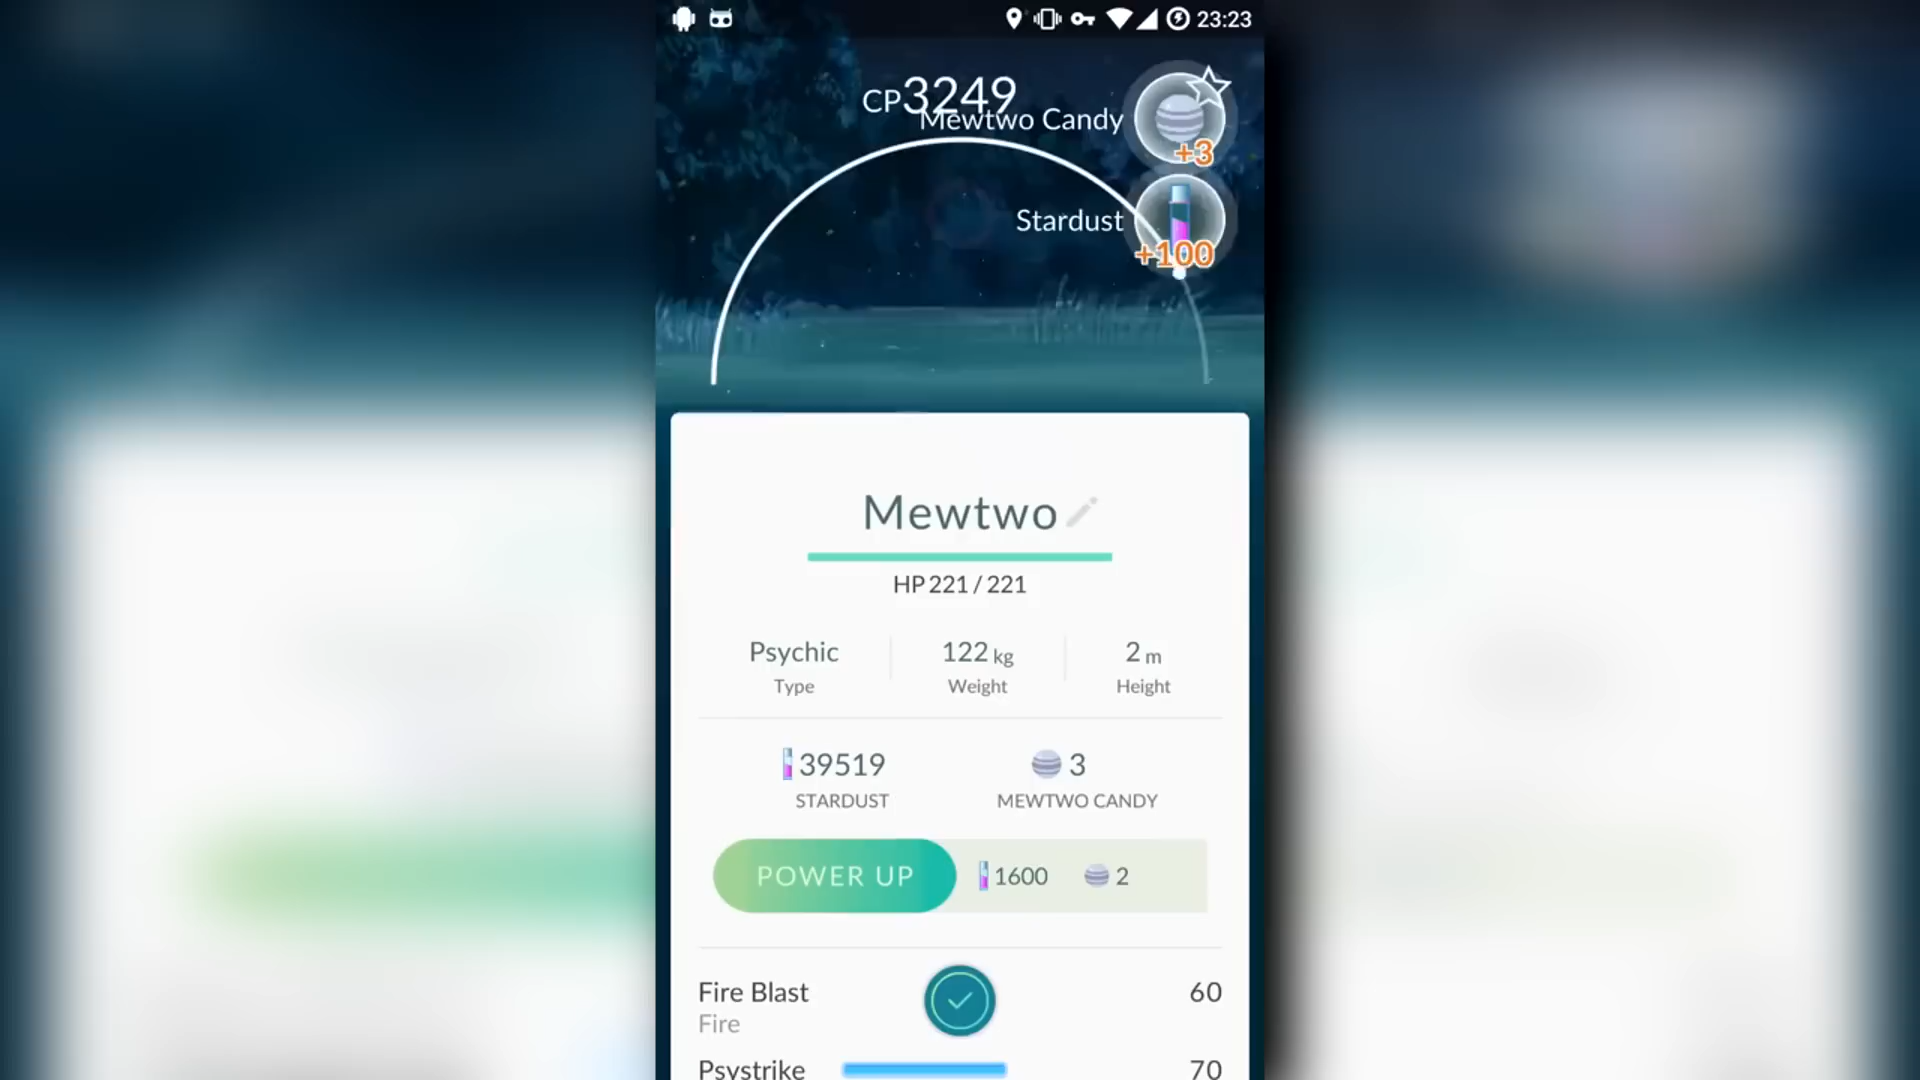 23:23
CP3249
Mewtwo Candy
+3
Stardust
+100
Mewtwo
HP 221 / 221
Psychic
Type
122 kg
Weight
2 m
Height
39519
STARDUST
3
MEWTWO CANDY
POWER UP
1600
2
Fire Blast
60
Fire
Psystrike
70